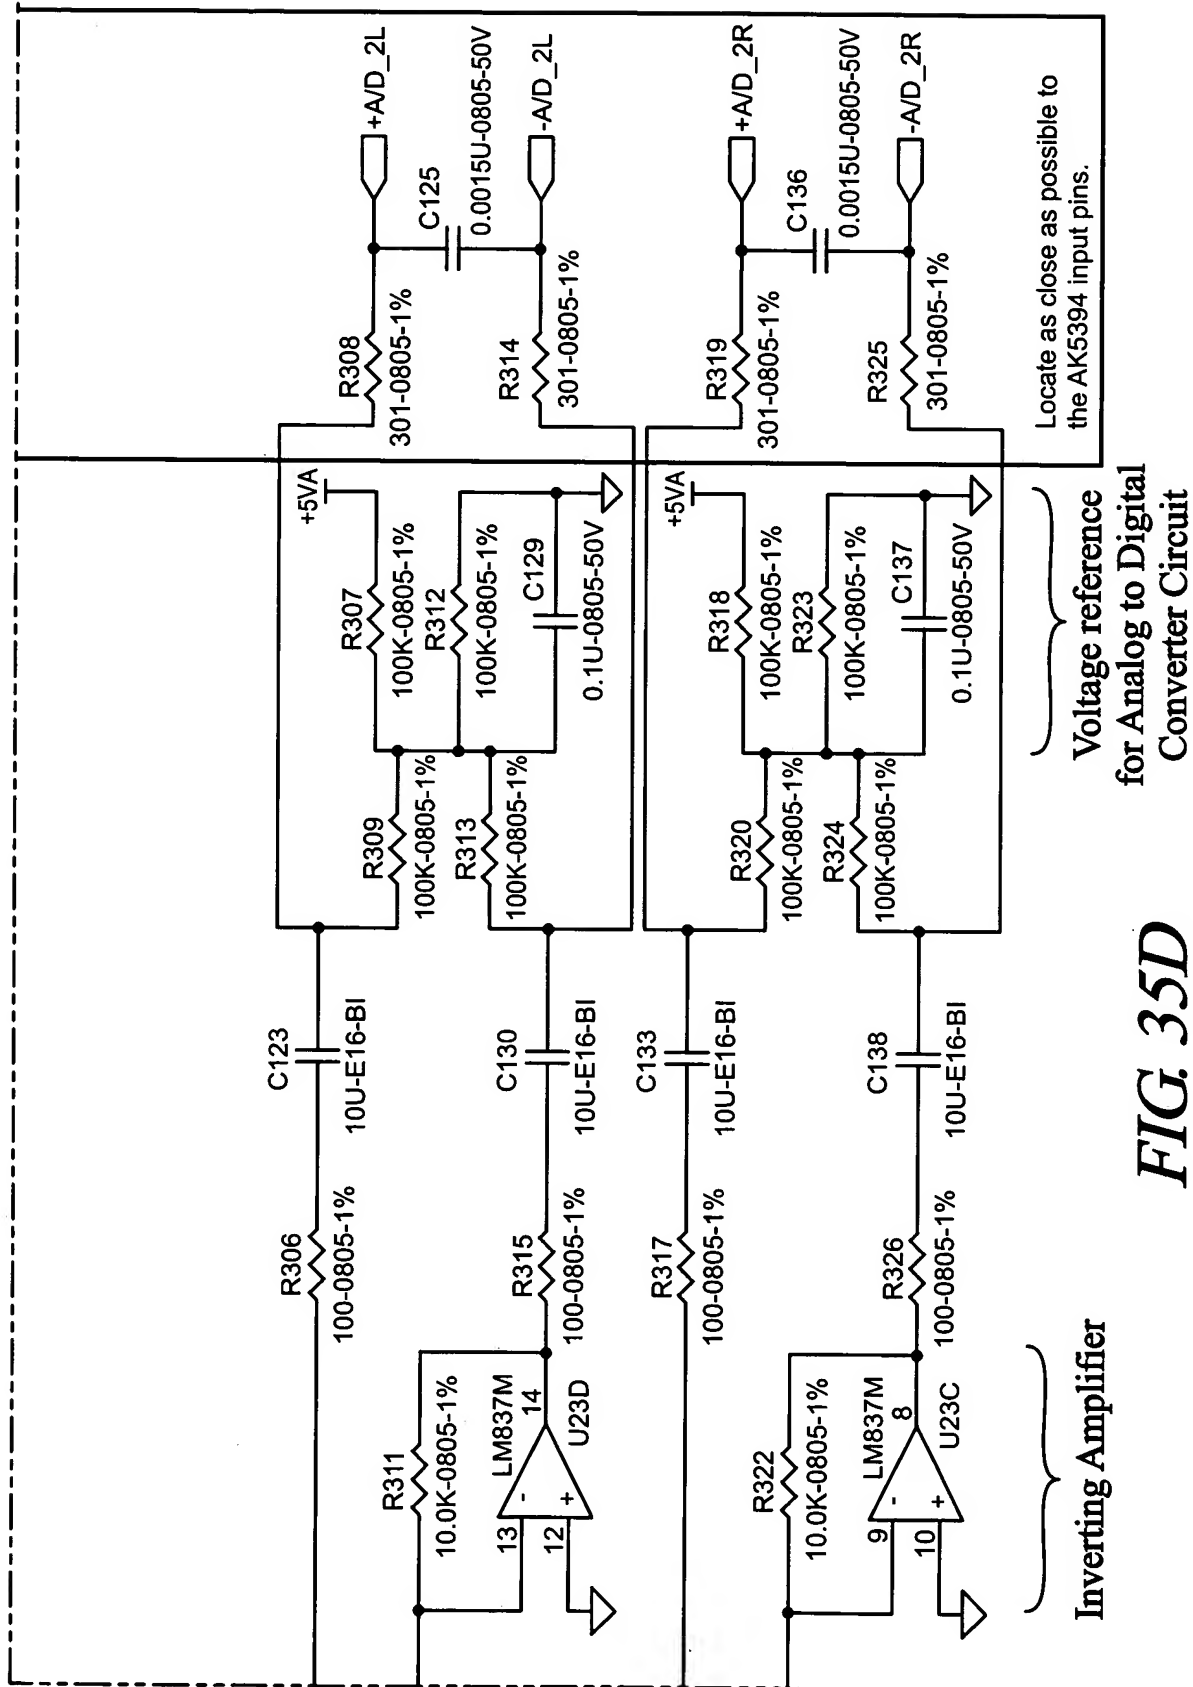 R306
100-0805-1%
C123
10U-E16-BI
R309
100K-0805-1%
+5VA
R307
100K-0805-1%
R308
301-0805-1%
+A/D_2L
C125
0.0015U-0805-50V
R311
10.0K-0805-1%
LM837M
13
12
-
+
14
U23D
R315
100-0805-1%
C130
10U-E16-BI
R313
100K-0805-1%
R312
100K-0805-1%
C129
0.1U-0805-50V
R314
301-0805-1%
-A/D_2L
R317
100-0805-1%
C133
10U-E16-BI
R320
100K-0805-1%
+5VA
R318
100K-0805-1%
R319
301-0805-1%
+A/D_2R
C136
0.0015U-0805-50V
R322
10.0K-0805-1%
LM837M
9
10
-
+
8
U23C
R326
100-0805-1%
C138
10U-E16-BI
R324
100K-0805-1%
R323
100K-0805-1%
C137
0.1U-0805-50V
R325
301-0805-1%
-A/D_2R
Locate as close as possible to
the AK5394 input pins.
Inverting Amplifier
Voltage reference
for Analog to Digital
Converter Circuit
FIG. 35D